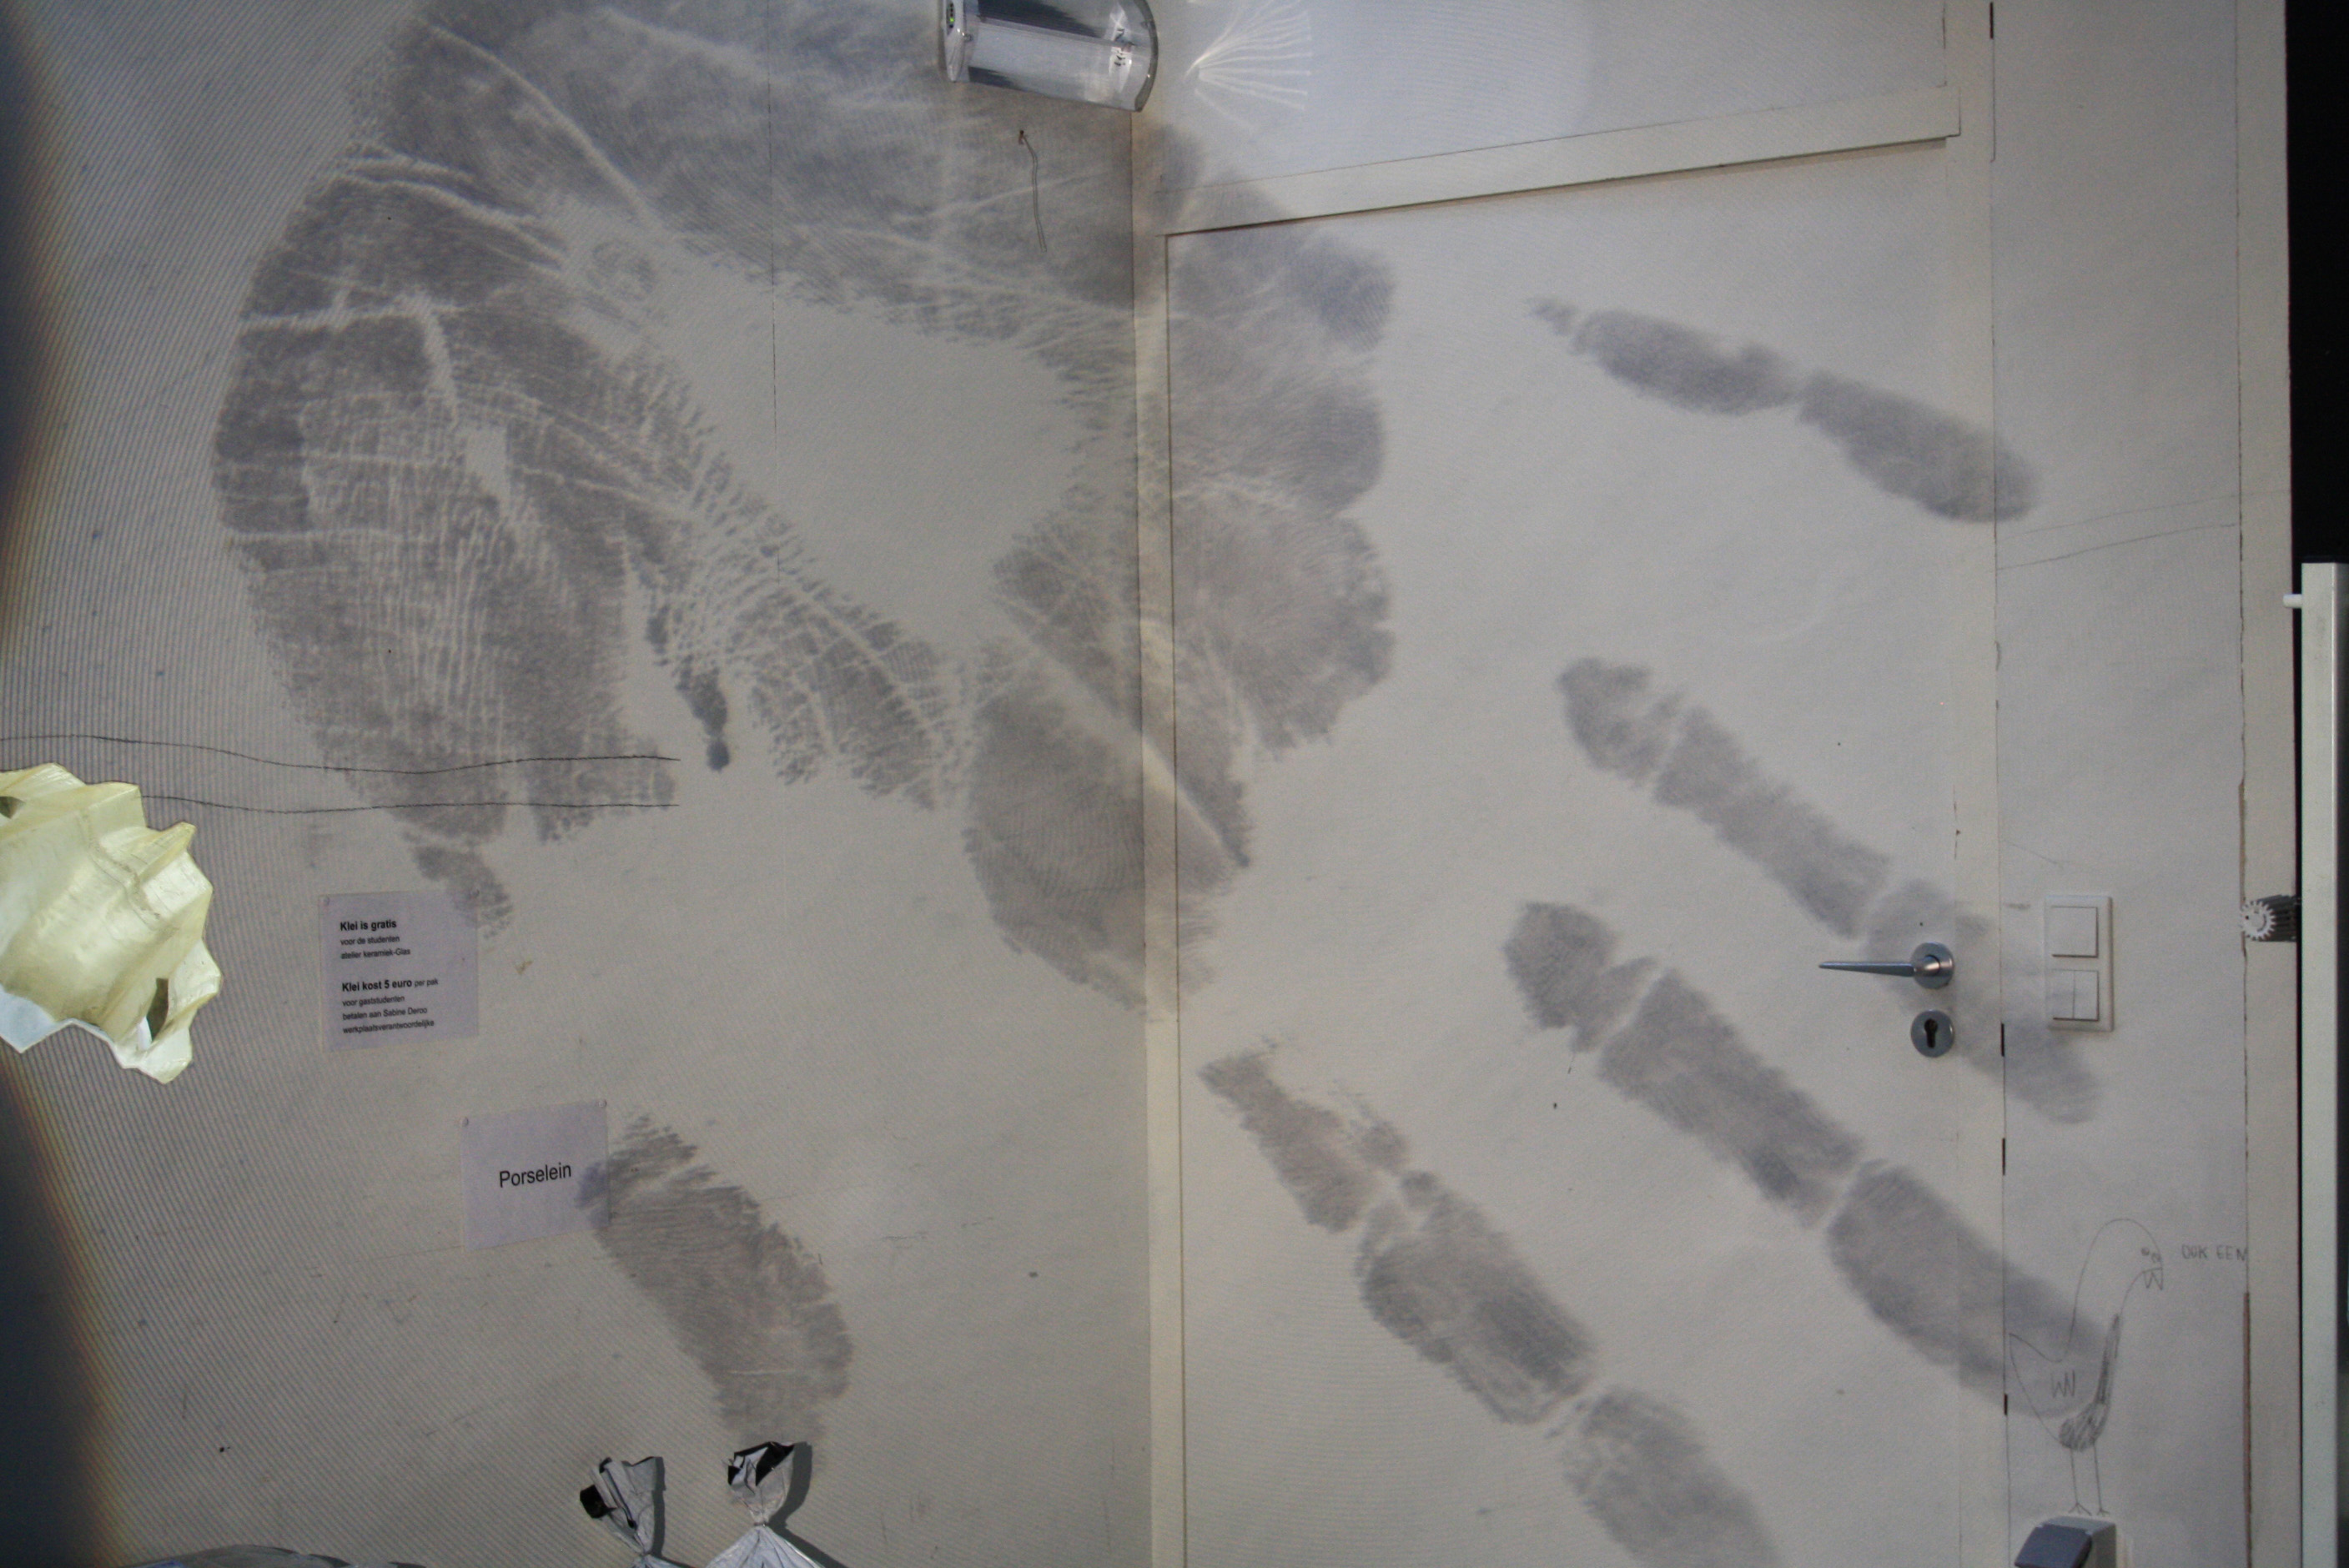 Klei is gratis
voor de studenten
atelier keramiek-Glas
Klei kost 5 euro per pak
voor gaststudenten
betalen aan Sabine Deroo
werkplaatsverantwoordelijke
Porselein
OOK EEN